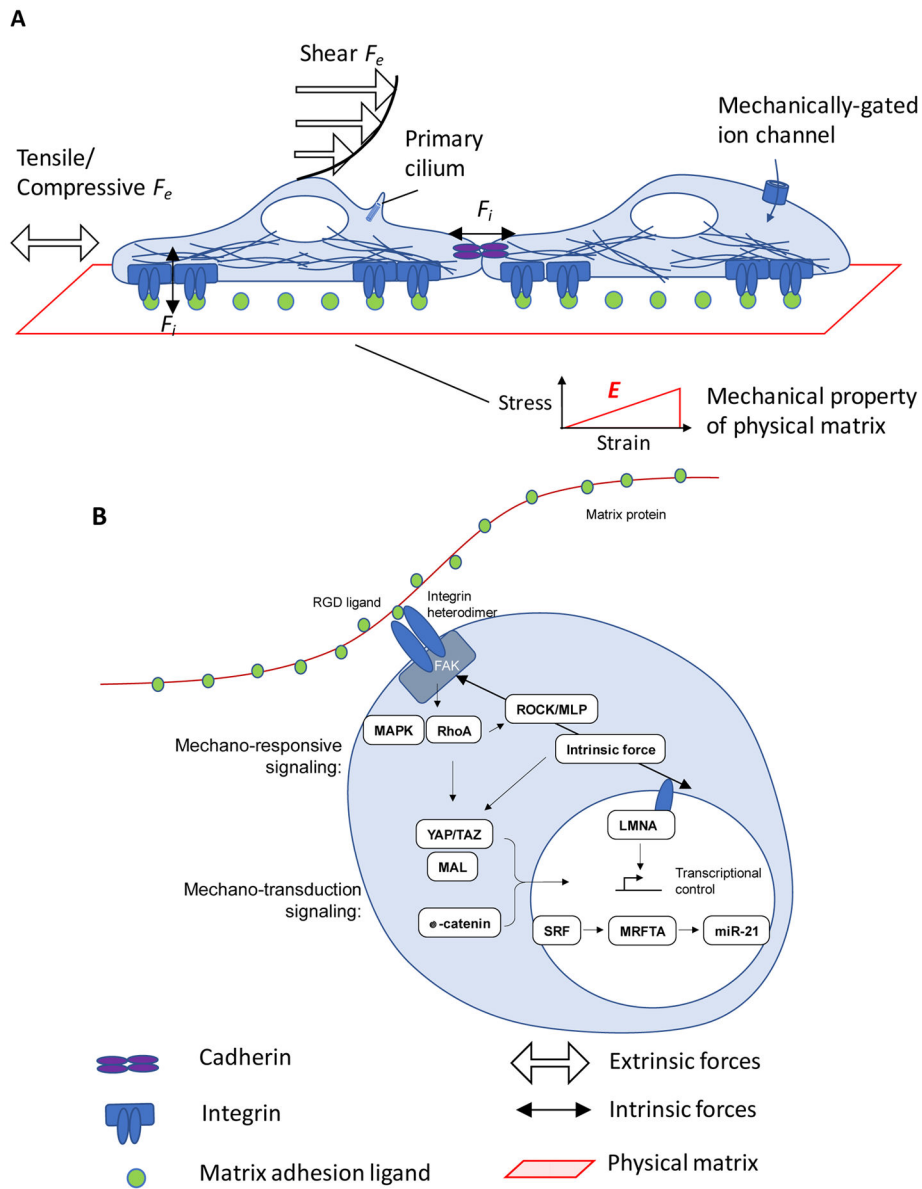 A
Shear Fe
Mechanically-gated
ion channel
Primary
cilium
Tensile/
Compressive Fe
Fi
Fi
Stress
E
Strain
Mechanical property
of physical matrix
B
Matrix protein
RGD ligand
Integrin
heterodimer
FAK
ROCK/MLP
MAPK
RhoA
Mechano-responsive
signaling:
Intrinsic force
LMNA
YAP/TAZ
MAL
Transcriptional
control
Mechano-transduction
signaling:
-catenin
SRF
MRFTA
miR-21
Cadherin
Extrinsic forces
Integrin
Intrinsic forces
Matrix adhesion ligand
Physical matrix